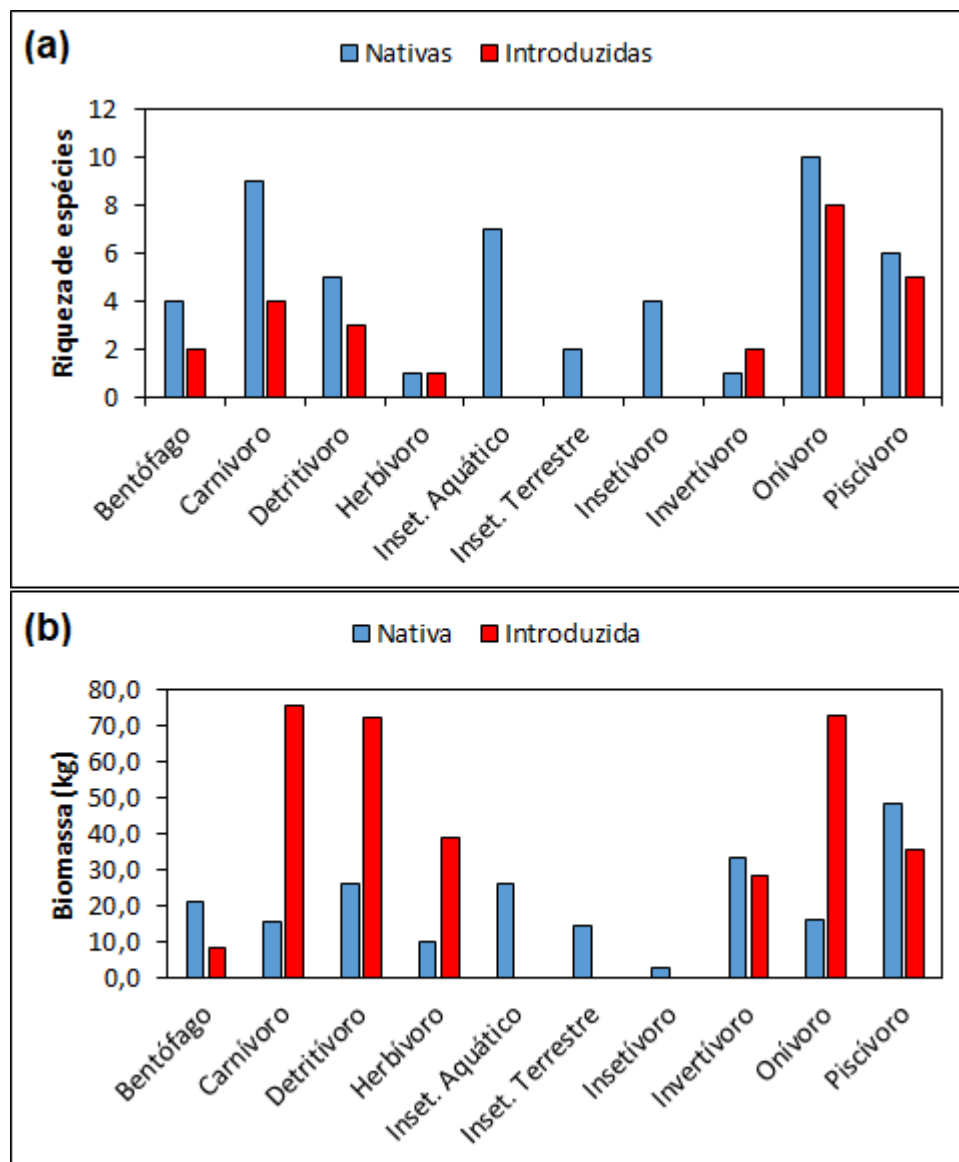 (a)
Nativas Introduzidas
Riqueza de espécies
12
10
8
6
4
2
0
Bentófago
Carnívoro
Detritívoro
Herbívoro
Inset. Aquático
Inset. Terrestre
Insetívoro
Invertívoro
Onívoro
Piscívoro
(b)
Nativa Introduzida
Biomassa (kg)
80,0
70,0
60,0
50,0
40,0
30,0
20,0
10,0
0,0
Bentófago
Carnívoro
Detritívoro
Herbívoro
Inset. Aquático
Inset. Terrestre
Insetívoro
Invertívoro
Onívoro
Piscívoro